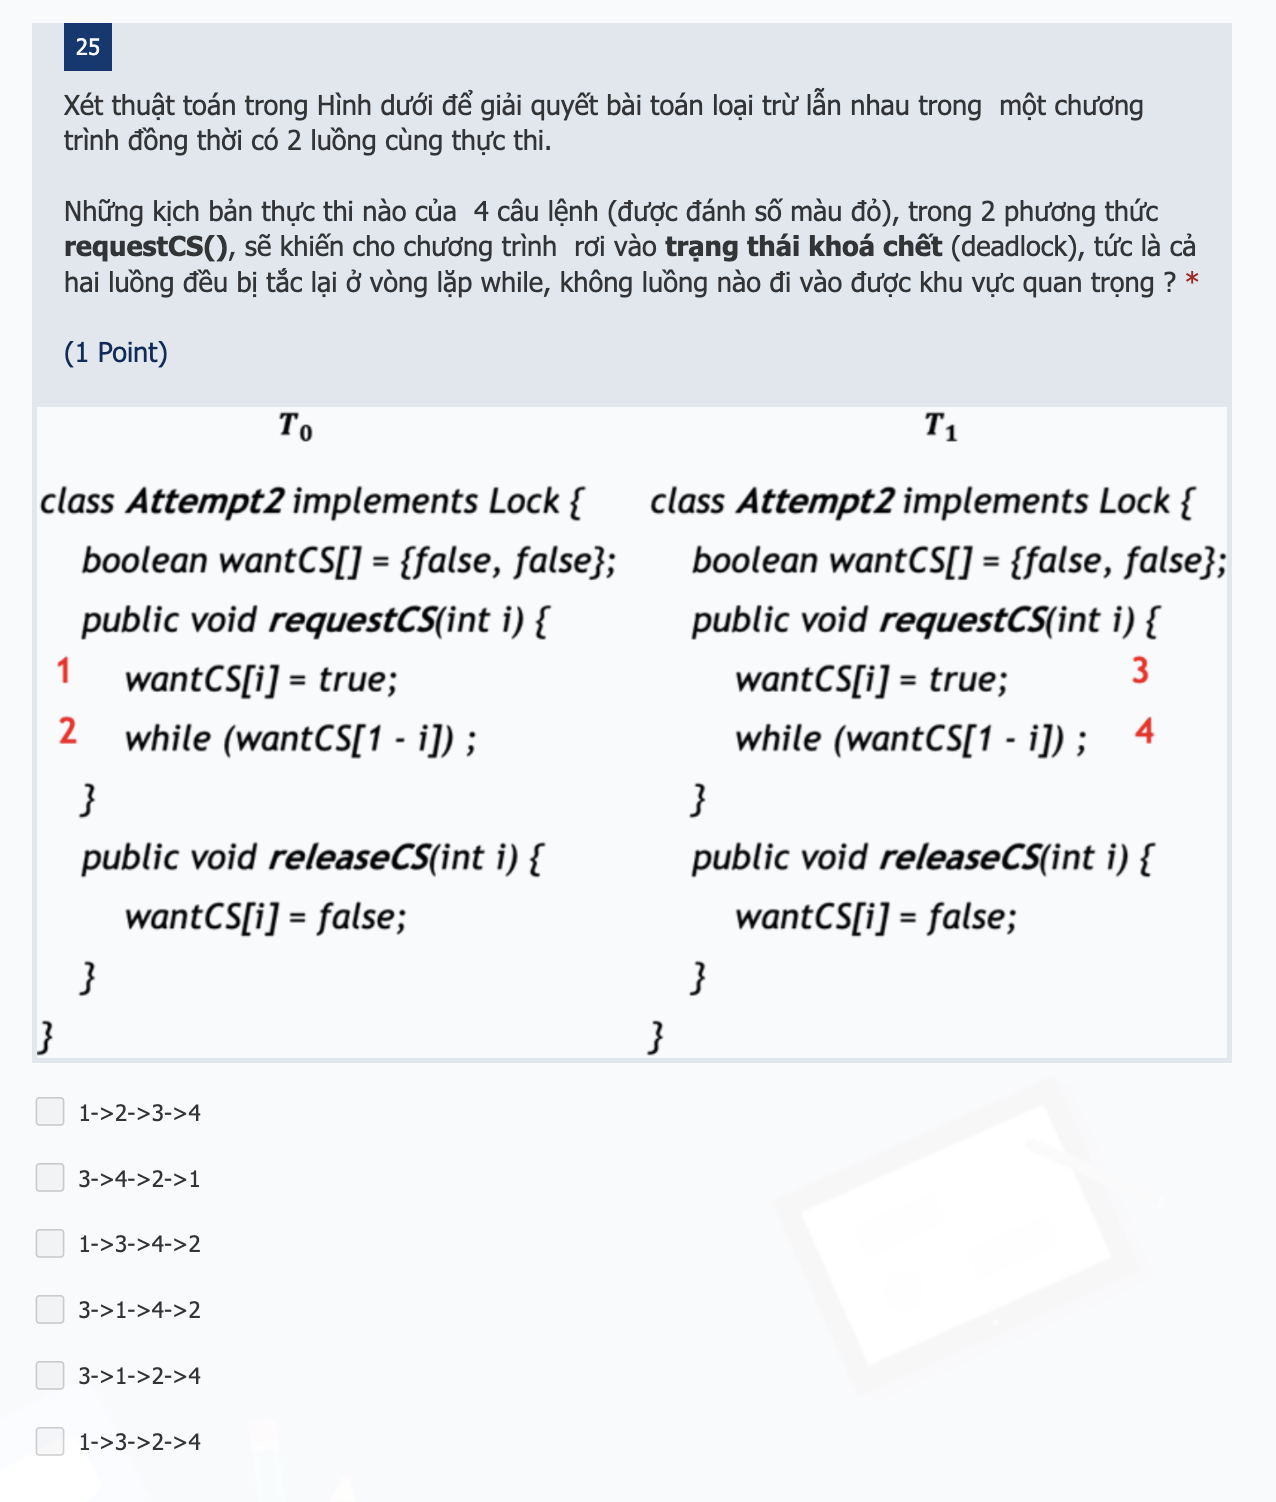 25
Xét thuật toán trong Hình dưới để giải quyết bài toán loại trừ lẫn nhau trong một chương
trình đồng thời có 2 luồng cùng thực thi.
Những kịch bản thực thi nào của 4 câu lệnh (được đánh số màu đỏ), trong 2 phương thức
requestCS(), sẽ khiến cho chương trình rơi vào trạng thái khoá chết (deadlock), tức là cả
hai luồng đều bị tắc lại ở vòng lặp while, không luồng nào đi vào được khu vực quan trọng ? *
(1 Point)
T0 T1
class Attempt2 implements Lock { class Attempt2 implements Lock {
boolean wantCS[] = {false, false}; boolean wantCS[] = {false, false};
public void requestCS(int i) { public void requestCS(int i) {
1 wantCS[i] = true; wantCS[i] = true; 3
2 while (wantCS[1 - i]) ; while (wantCS[1 - i]) ; 4
} }
public void releaseCS(int i) { public void releaseCS(int i) {
wantCS[i] = false; wantCS[i] = false;
} }
} }
1->2->3->4
3->4->2->1
1->3->4->2
3->1->4->2
3->1->2->4
1->3->2->4